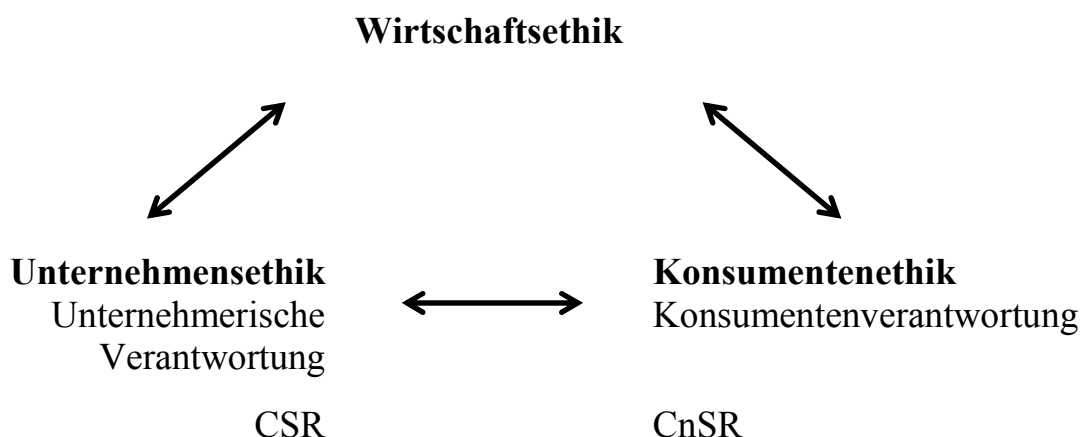 Wirtschaftsethik
Unternehmensethik
Unternehmerische
Verantwortung
CSR
Konsumentenethik
Konsumentenverantwortung
CnSR